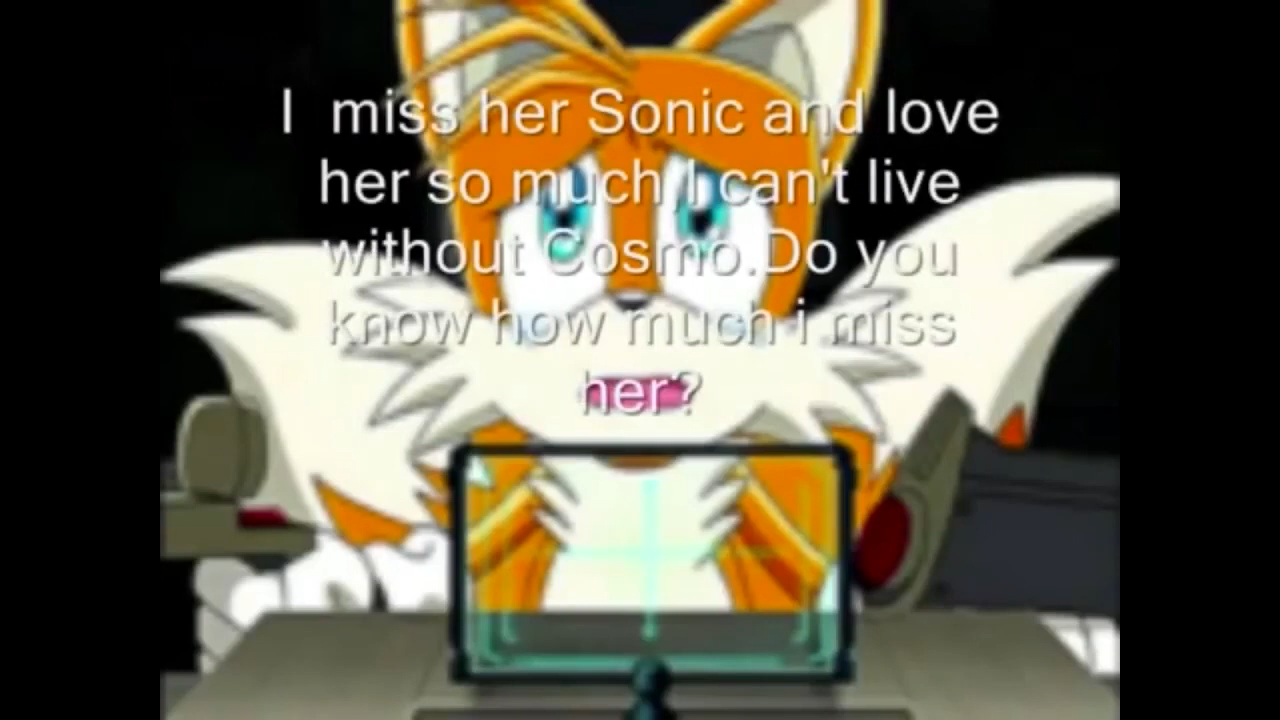 I  miss her Sonic and love
her so much I can't live
without Cosmo.Do you
know how much i miss
her?